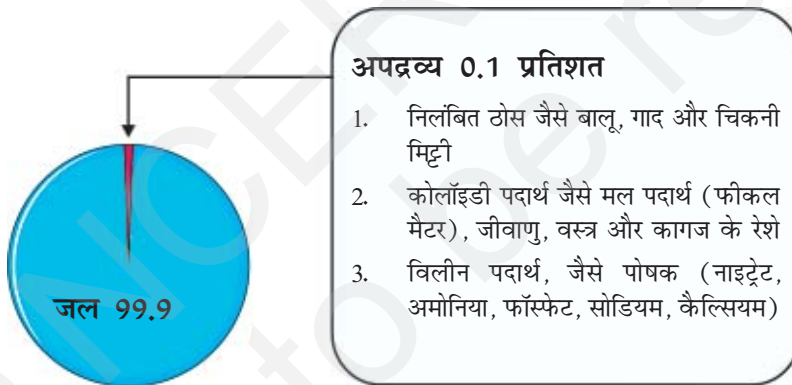 अपद्रव्य 0.1 प्रतिशत
1. निलंबित ठोस जैसे बालू, गाद और चिकनी
मिट्टी
2. कोलॉइडी पदार्थ जैसे मल पदार्थ (फीकल
मैटर), जीवाणु, वस्त्र और कागज के रेशे
3. विलीन पदार्थ, जैसे पोषक (नाइट्रेट,
अमोनिया, फॉस्फेट, सोडियम, कैल्सियम)
जल 99.9